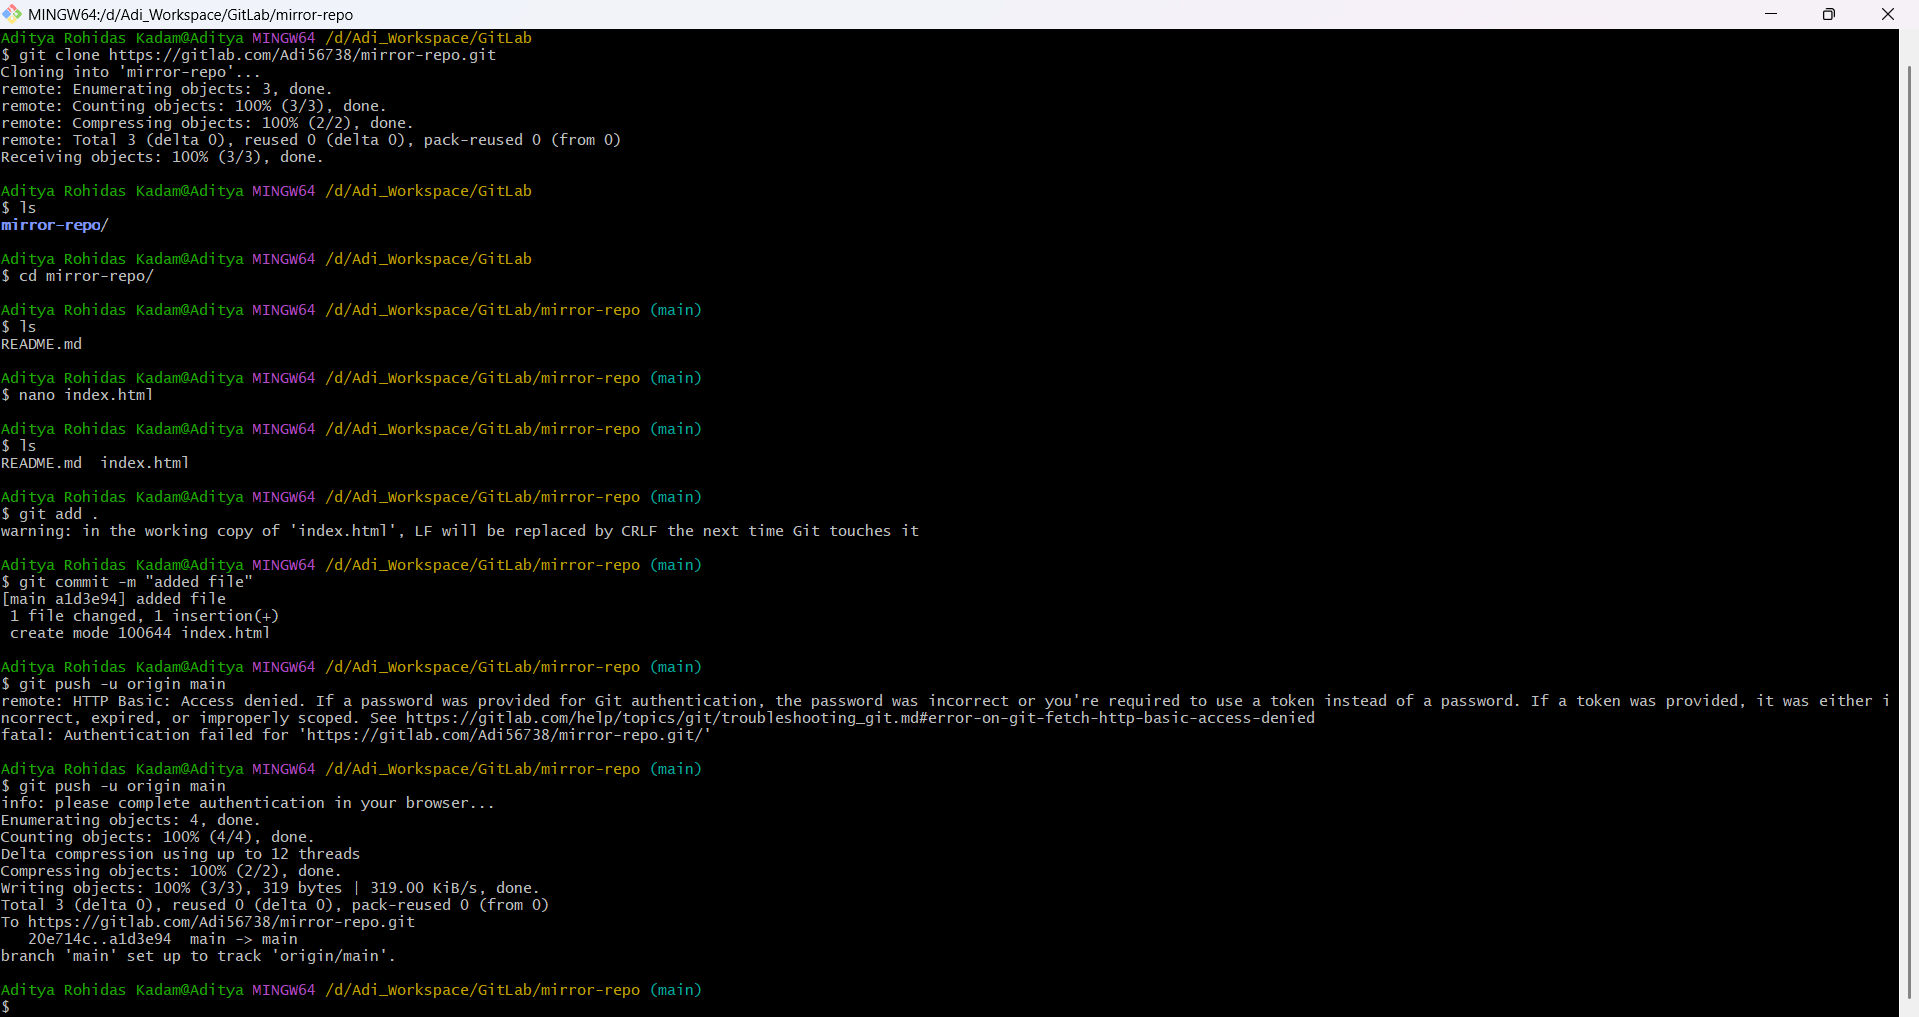 MINGW64:/d/Adi_Workspace/GitLab/mirror-repo
Aditya Rohidas Kadam@Aditya MINGW64 /d/Adi_Workspace/GitLab
$ git clone https://gitlab.com/Adi56738/mirror-repo.git
Cloning into 'mirror-repo'...
remote: Enumerating objects: 3, done.
remote: Counting objects: 100% (3/3), done.
remote: Compressing objects: 100% (2/2), done.
remote: Total 3 (delta 0), reused 0 (delta 0), pack-reused 0 (from 0)
Receiving objects: 100% (3/3), done.
Aditya Rohidas Kadam@Aditya MINGW64 /d/Adi_Workspace/GitLab
$ ls
mirror-repo/
Aditya Rohidas Kadam@Aditya MINGW64 /d/Adi_Workspace/GitLab
$ cd mirror-repo/
Aditya Rohidas Kadam@Aditya MINGW64 /d/Adi_Workspace/GitLab/mirror-repo (main)
$ ls
README.md
Aditya Rohidas Kadam@Aditya MINGW64 /d/Adi_Workspace/GitLab/mirror-repo (main)
$ nano index.html
Aditya Rohidas Kadam@Aditya MINGW64 /d/Adi_Workspace/GitLab/mirror-repo (main)
$ ls
README.md  index.html
Aditya Rohidas Kadam@Aditya MINGW64 /d/Adi_Workspace/GitLab/mirror-repo (main)
$ git add .
warning: in the working copy of 'index.html', LF will be replaced by CRLF the next time Git touches it
Aditya Rohidas Kadam@Aditya MINGW64 /d/Adi_Workspace/GitLab/mirror-repo (main)
$ git commit -m "added file"
[main a1d3e94] added file
 1 file changed, 1 insertion(+)
 create mode 100644 index.html
Aditya Rohidas Kadam@Aditya MINGW64 /d/Adi_Workspace/GitLab/mirror-repo (main)
$ git push -u origin main
remote: HTTP Basic: Access denied. If a password was provided for Git authentication, the password was incorrect or you're required to use a token instead of a password. If a token was provided, it was either i
ncorrect, expired, or improperly scoped. See https://gitlab.com/help/topics/git/troubleshooting_git.md#error-on-git-fetch-http-basic-access-denied
fatal: Authentication failed for 'https://gitlab.com/Adi56738/mirror-repo.git/'
Aditya Rohidas Kadam@Aditya MINGW64 /d/Adi_Workspace/GitLab/mirror-repo (main)
$ git push -u origin main
info: please complete authentication in your browser...
Enumerating objects: 4, done.
Counting objects: 100% (4/4), done.
Delta compression using up to 12 threads
Compressing objects: 100% (2/2), done.
Writing objects: 100% (3/3), 319 bytes | 319.00 KiB/s, done.
Total 3 (delta 0), reused 0 (delta 0), pack-reused 0 (from 0)
To https://gitlab.com/Adi56738/mirror-repo.git
   20e714c..a1d3e94  main -> main
branch 'main' set up to track 'origin/main'.
Aditya Rohidas Kadam@Aditya MINGW64 /d/Adi_Workspace/GitLab/mirror-repo (main)
$